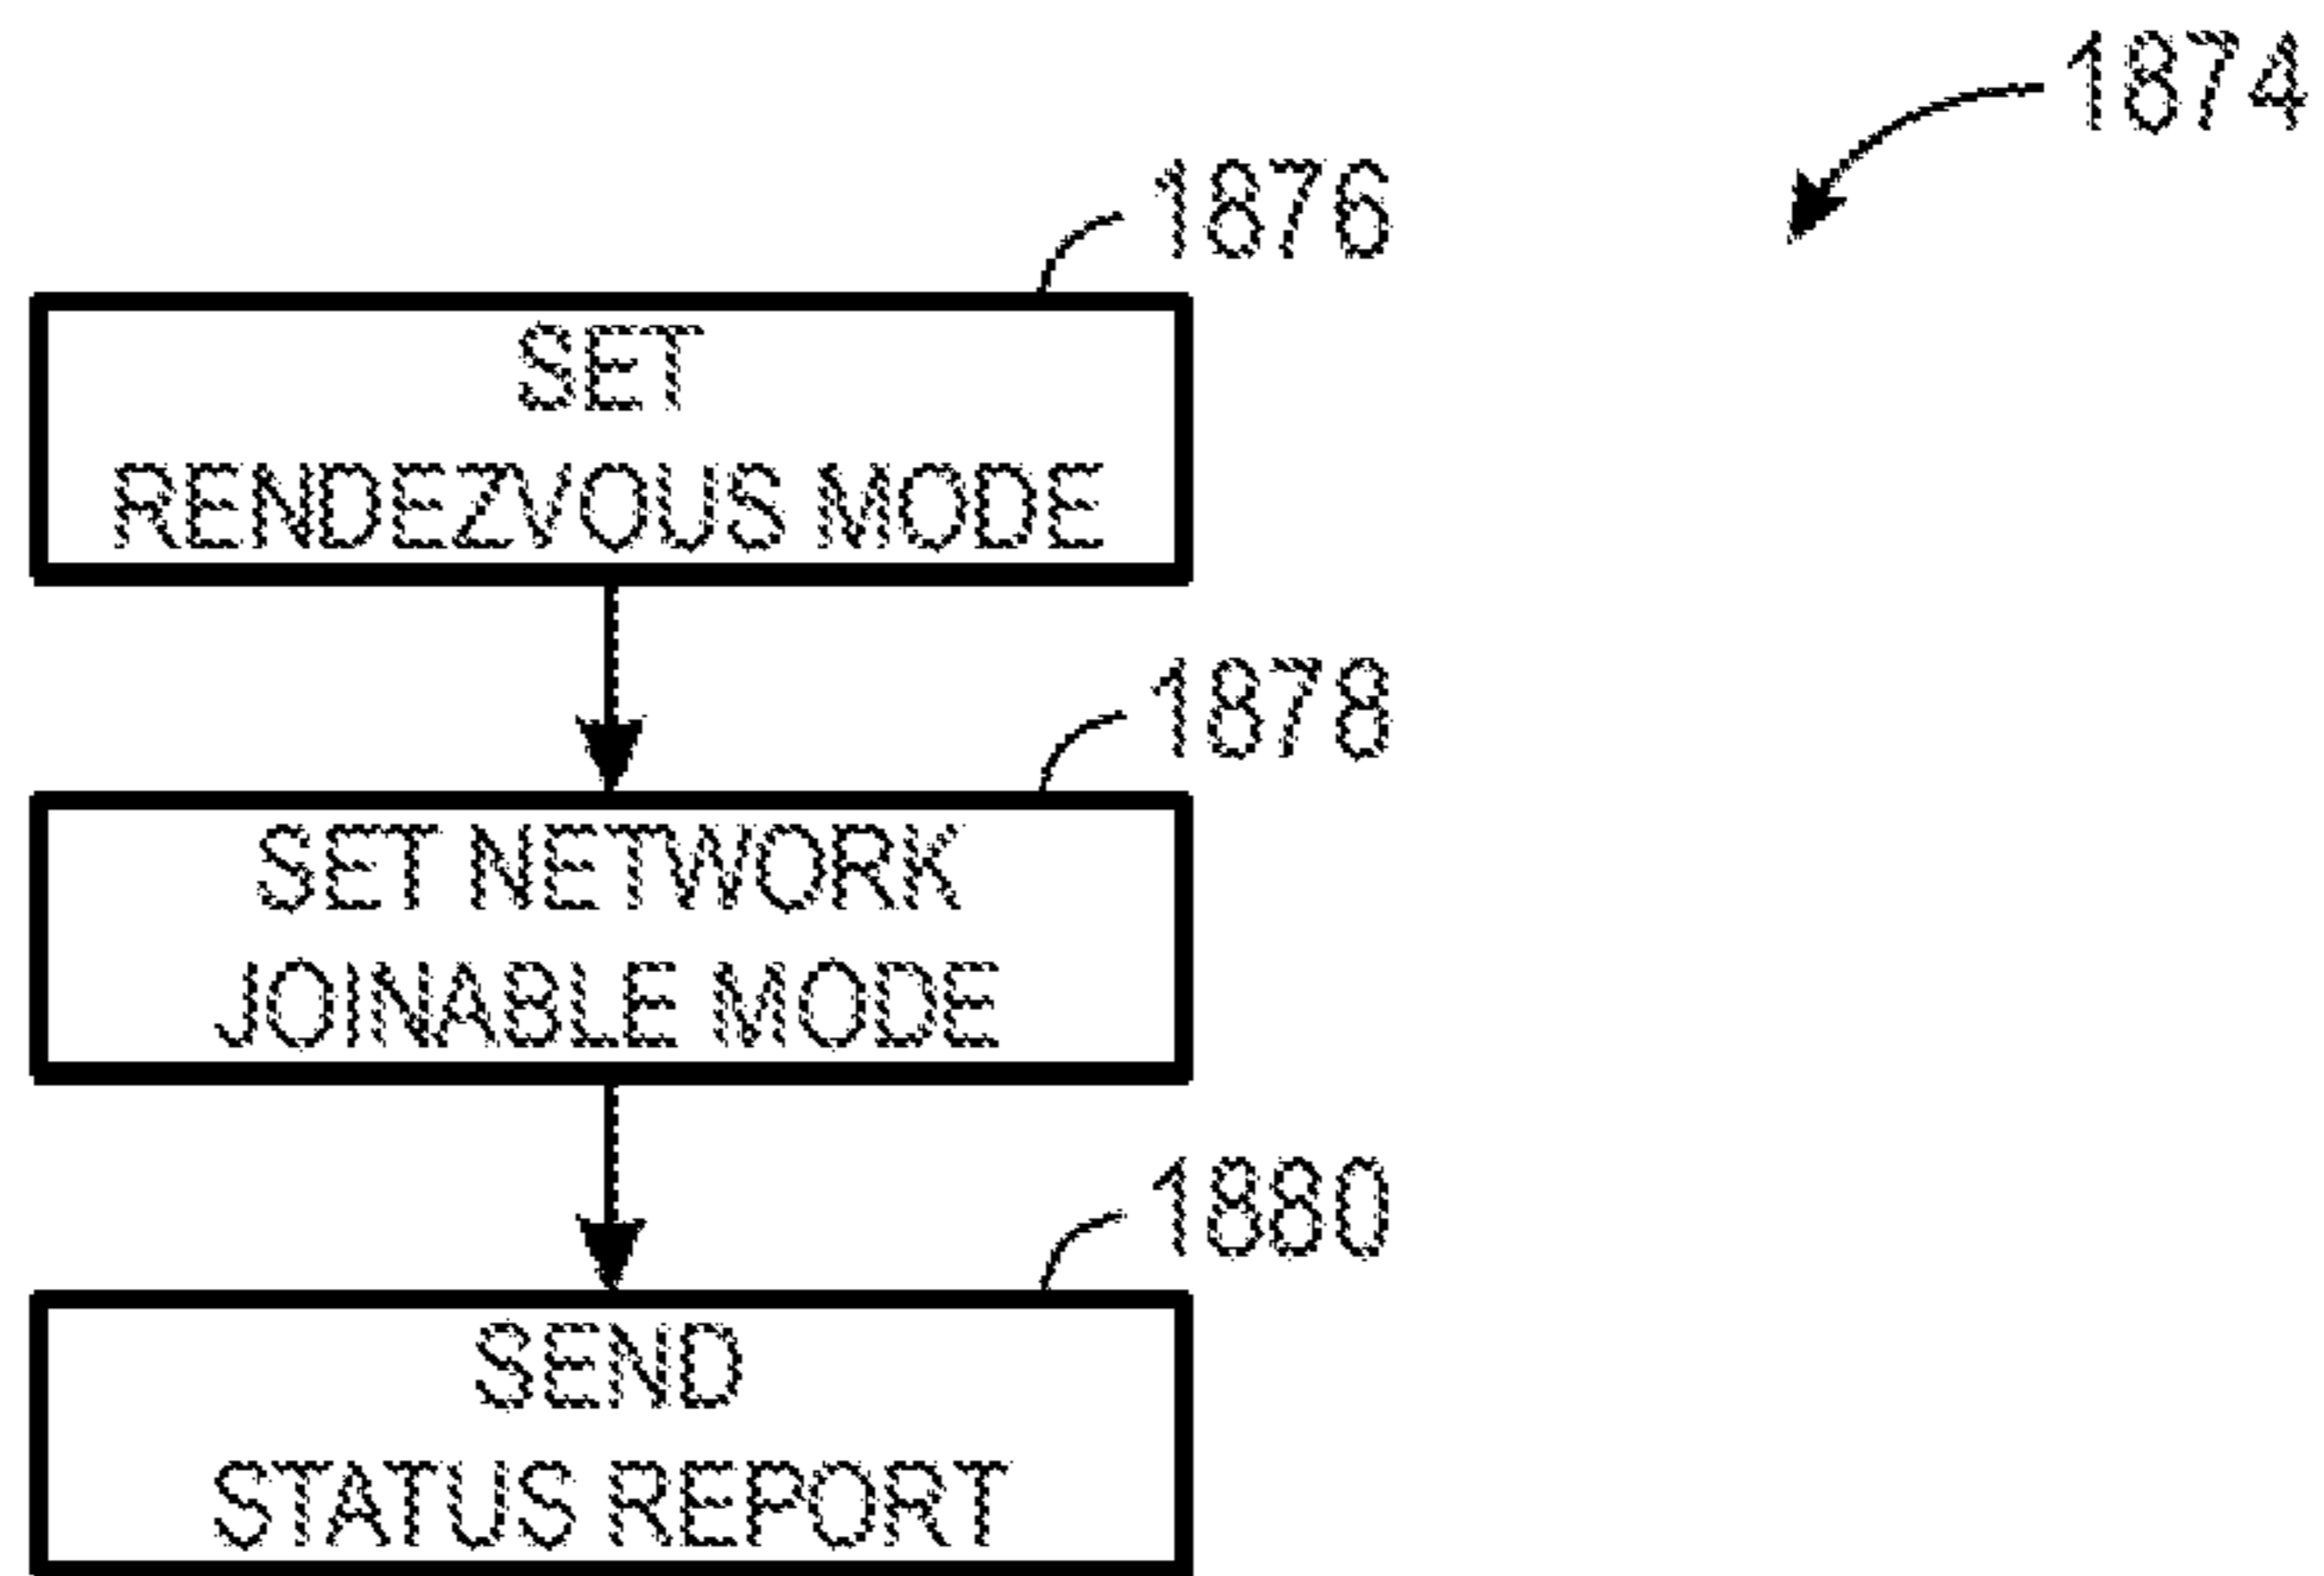 1874
1876
SET
RENDEZVOUS MODE
1878
SET NETWORK
JOINABLE MODE
1880
SEND
STATUS REPORT